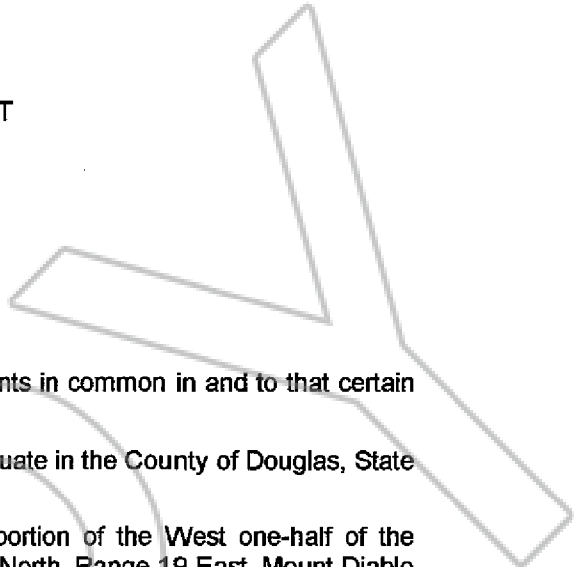 T
nts in common in and to that certain
uate in the County of Douglas, State
portion of the West one-half of the
North, Range 19 East, Mount Diablo